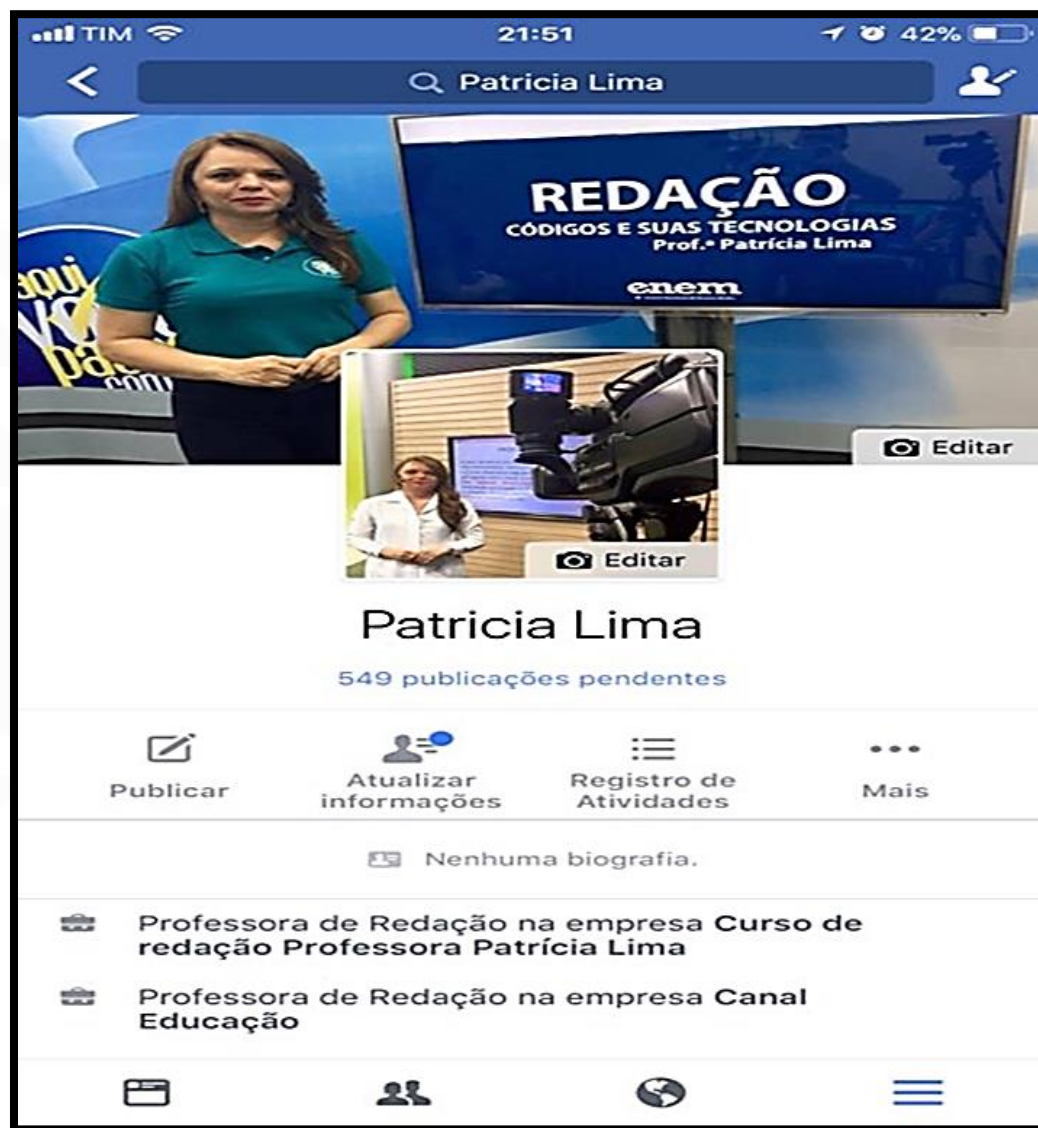 TIM 21:51 42%
Patricia Lima
REDAÇÃO
CÓDIGOS E SUAS TECNOLOGIAS
Prof.ª Patrícia Lima
enem
aqui
Editar
Editar
Patricia Lima
549 publicações pendentes
Publicar
Atualizar informações
Registro de Atividades
Mais
Nenhuma biografia.
Professora de Redação na empresa Curso de
redação Professora Patrícia Lima
Professora de Redação na empresa Canal
Educação